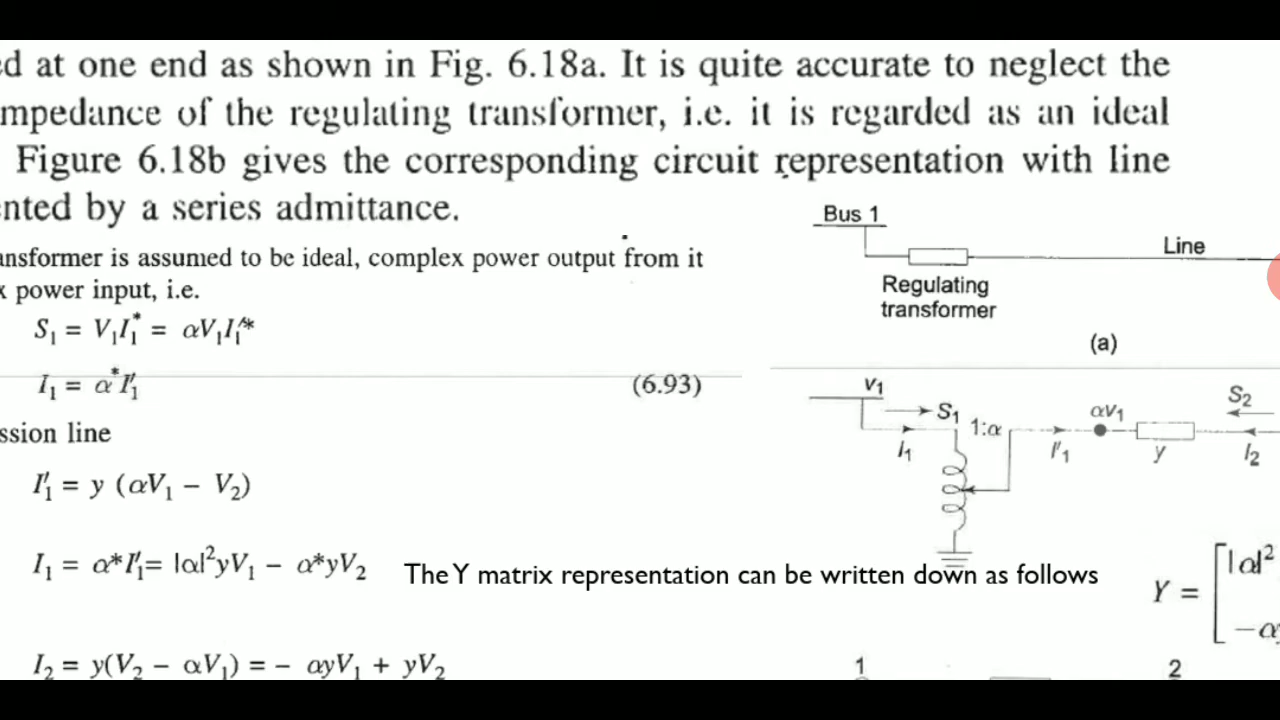 ed at one end as shown in Fig. 6.18a. It is quite accurate to neglect the
mpedance of the regulating transformer, i.e. it is regarded as an ideal
Figure 6.18b gives the corresponding circuit representation with line
nted by a series admittance.
ansformer is assumed to be ideal, complex power output from it
x power input, i.e.
S₁ = V₁I₁* = αV₁I′₁*
I₁ = α*I′₁ (6.93)
ssion line
I′₁ = y (αV₁ − V₂)
I₁ = α*I′₁= |α|²yV₁ − α*yV₂
I₂ = y(V₂ − αV₁) = − αyV₁ + yV₂
Bus 1
Line
Regulating
transformer
(a)
V₁
S₁
1:α
αV₁
S₂
I₁
I′₁
y
I₂
The Y matrix representation can be written down as follows
Y =
|α|²
−α
1
2